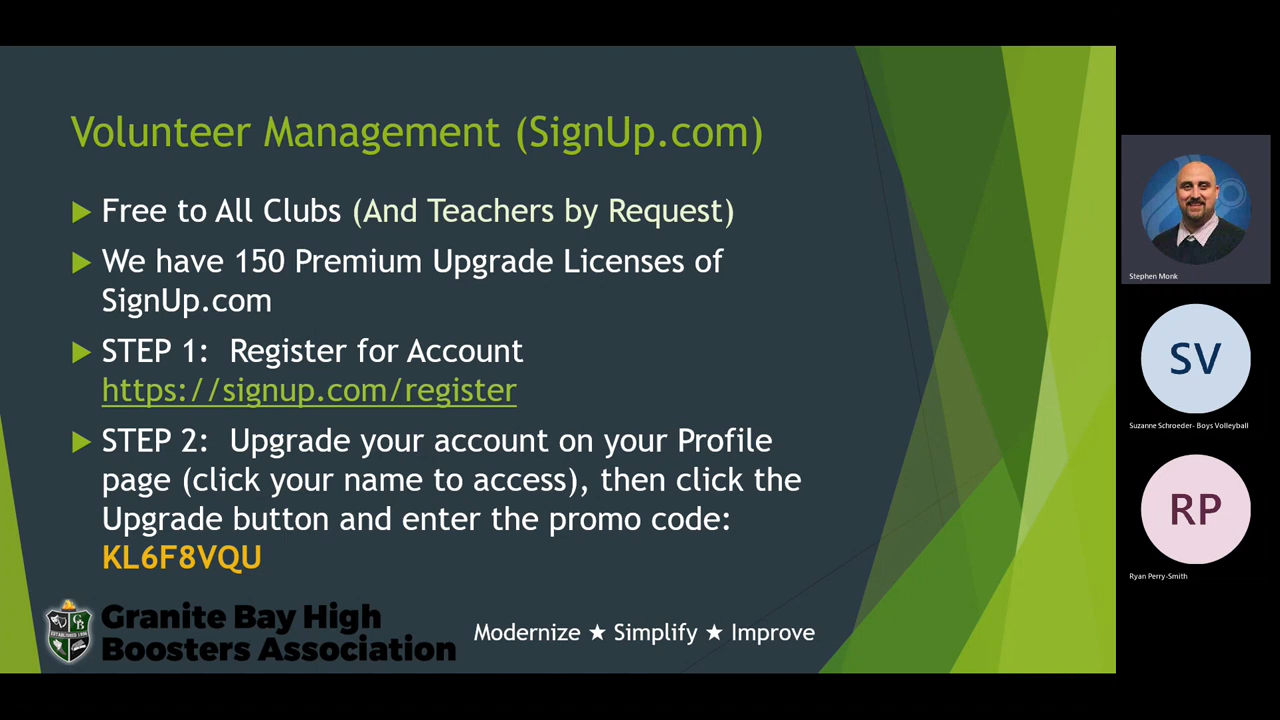 Volunteer Management (SignUp.com)
Free to All Clubs (And Teachers by Request)
We have 150 Premium Upgrade Licenses of
SignUp.com
STEP 1: Register for Account
https://signup.com/register
STEP 2: Upgrade your account on your Profile
page (click your name to access), then click the
Upgrade button and enter the promo code:
KL6F8VQU
Granite Bay High
Boosters Association
Modernize ★ Simplify ★ Improve
Stephen Monk
SV
Suzanne Schroeder- Boys Volleyball
RP
Ryan Perry-Smith